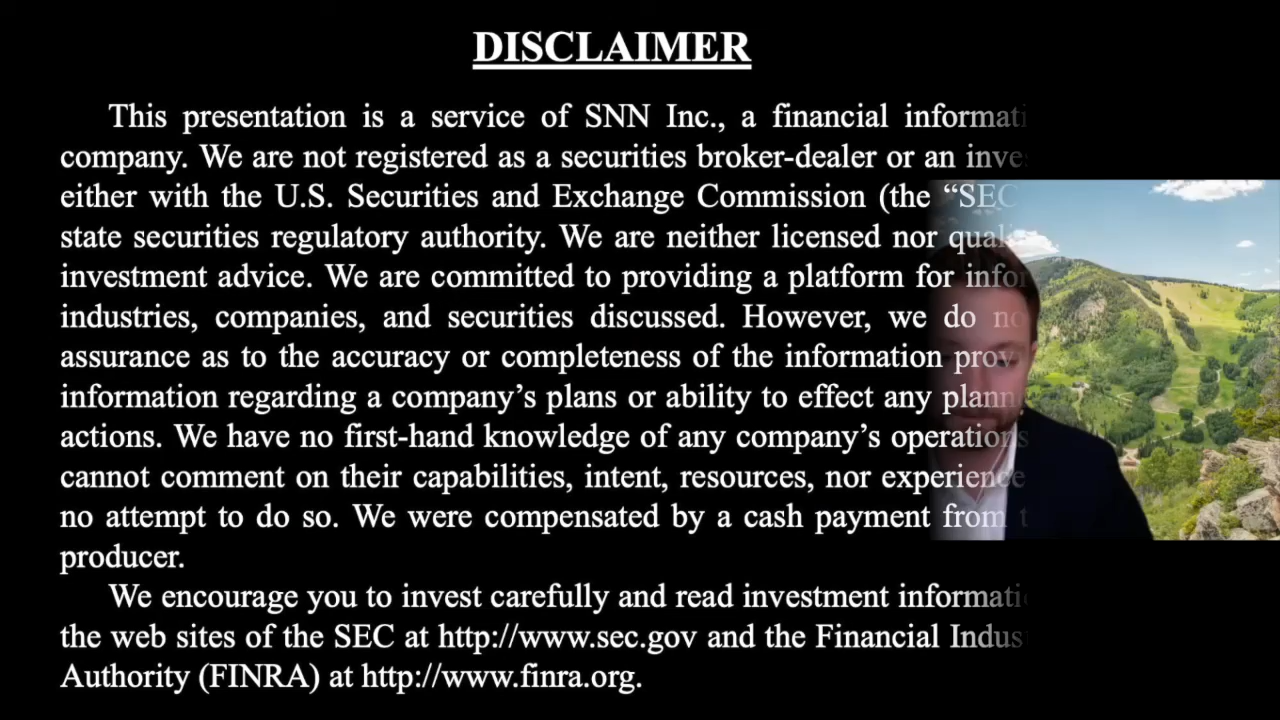 DISCLAIMER
This presentation is a service of SNN Inc., a financial informati
company. We are not registered as a securities broker-dealer or an inve
either with the U.S. Securities and Exchange Commission (the “SEC
state securities regulatory authority. We are neither licensed nor qual
investment advice. We are committed to providing a platform for infor
industries, companies, and securities discussed. However, we do no
assurance as to the accuracy or completeness of the information prov
information regarding a company’s plans or ability to effect any plann
actions. We have no first-hand knowledge of any company’s operations
cannot comment on their capabilities, intent, resources, nor experience
no attempt to do so. We were compensated by a cash payment from t
producer.
We encourage you to invest carefully and read investment informati
the web sites of the SEC at http://www.sec.gov and the Financial Indus
Authority (FINRA) at http://www.finra.org.